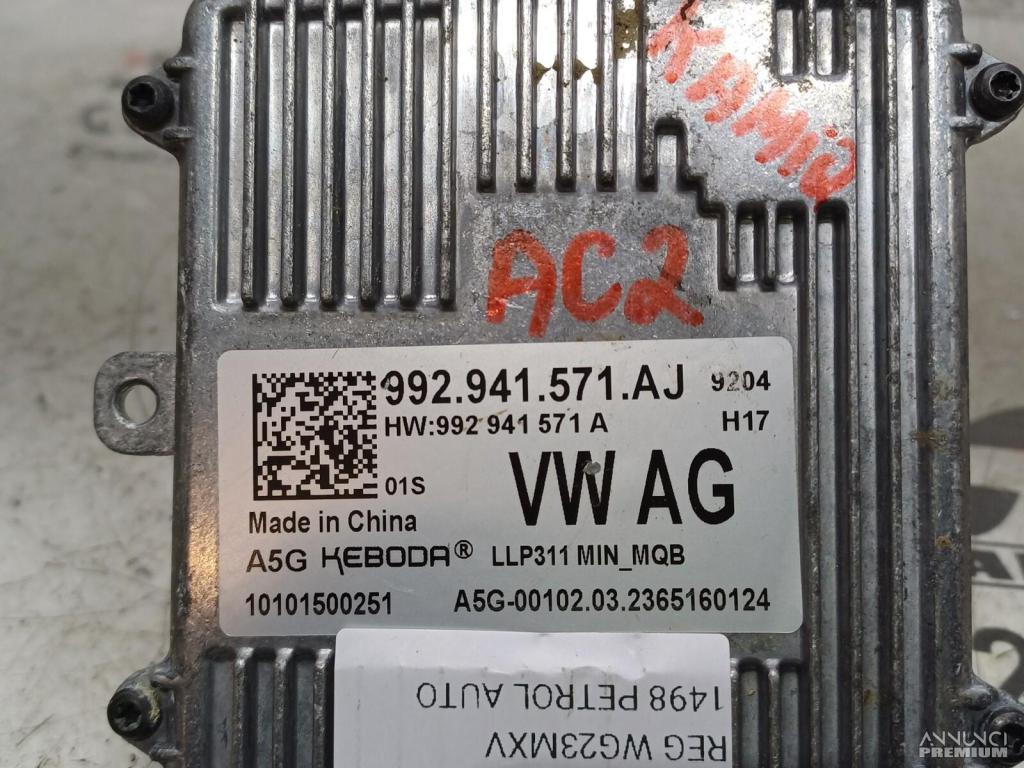 KAMIQ
AC2
992.941.571.AJ 9204
HW:992 941 571 A H17
01S VW AG
Made in China
A5G KEBODA® LLP311 MIN_MQB
10101500251 A5G-00102.03.2365160124
REG WG23MXV
1498 PETROL AUTO
ANNUNCI
PREMIUM